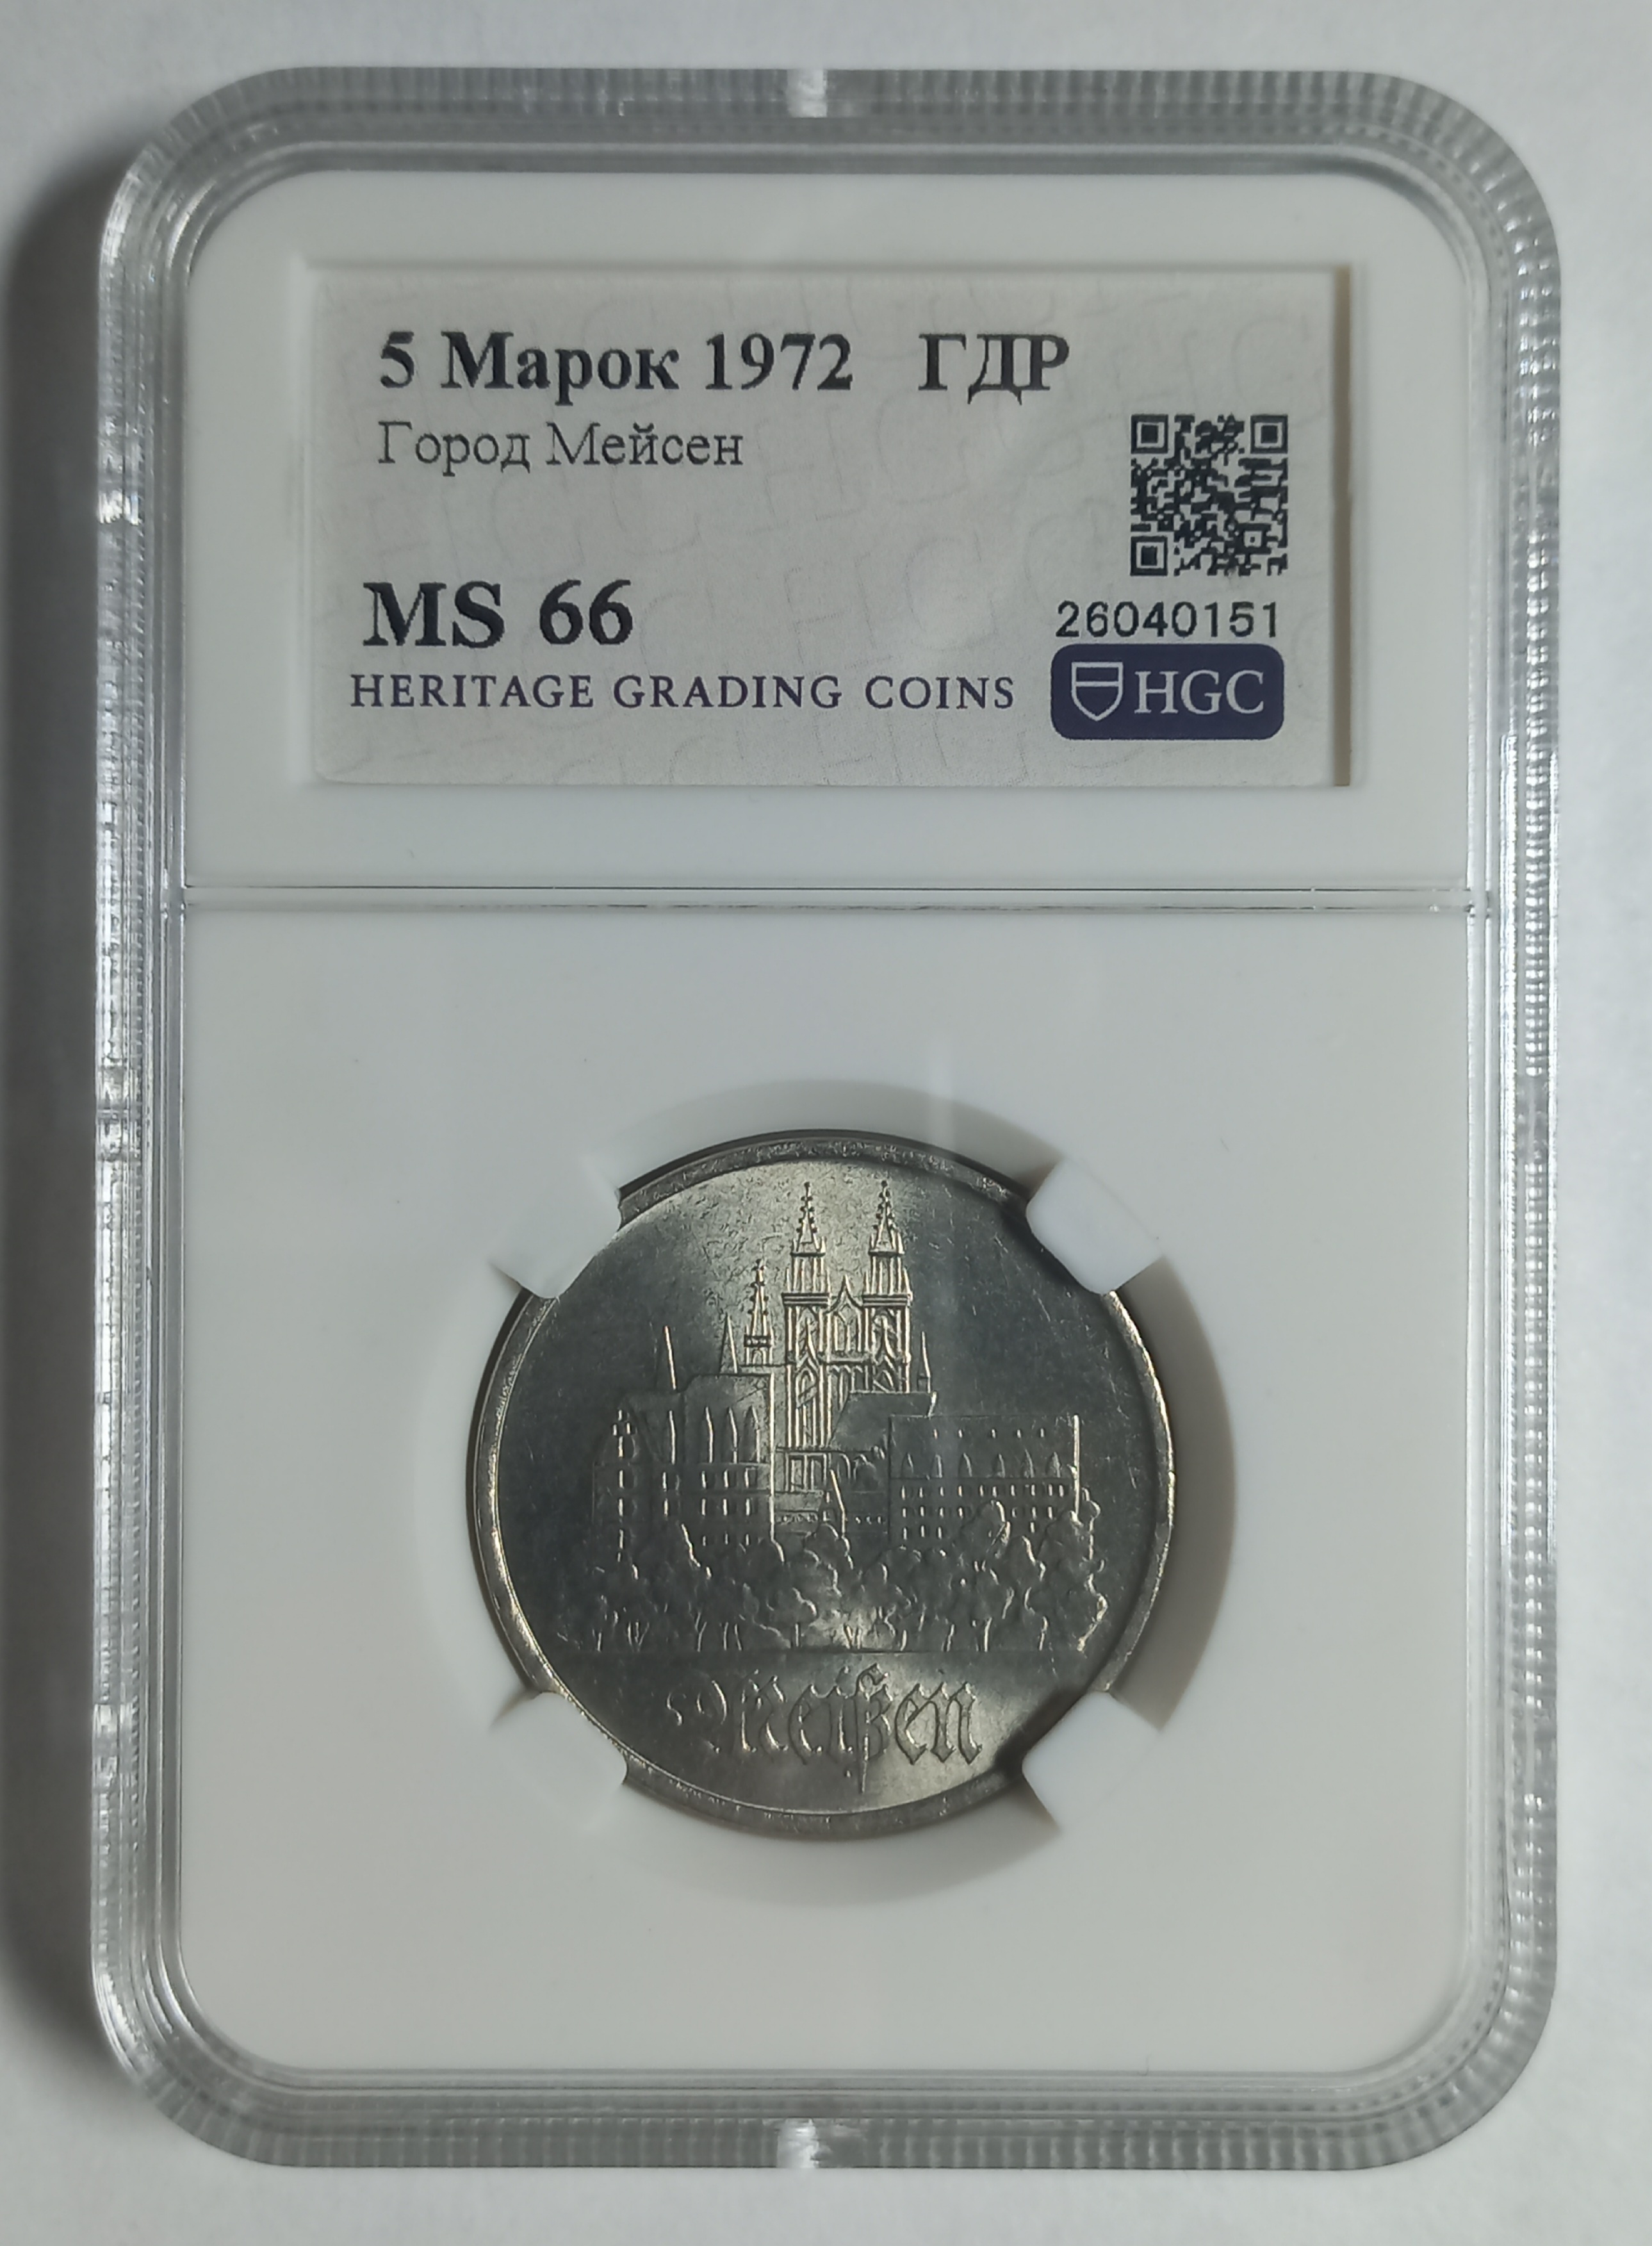 5 Марок 1972 ГДР
Город Мейсен
MS 66
26040151
HERITAGE GRADING COINS
HGC
Meißen